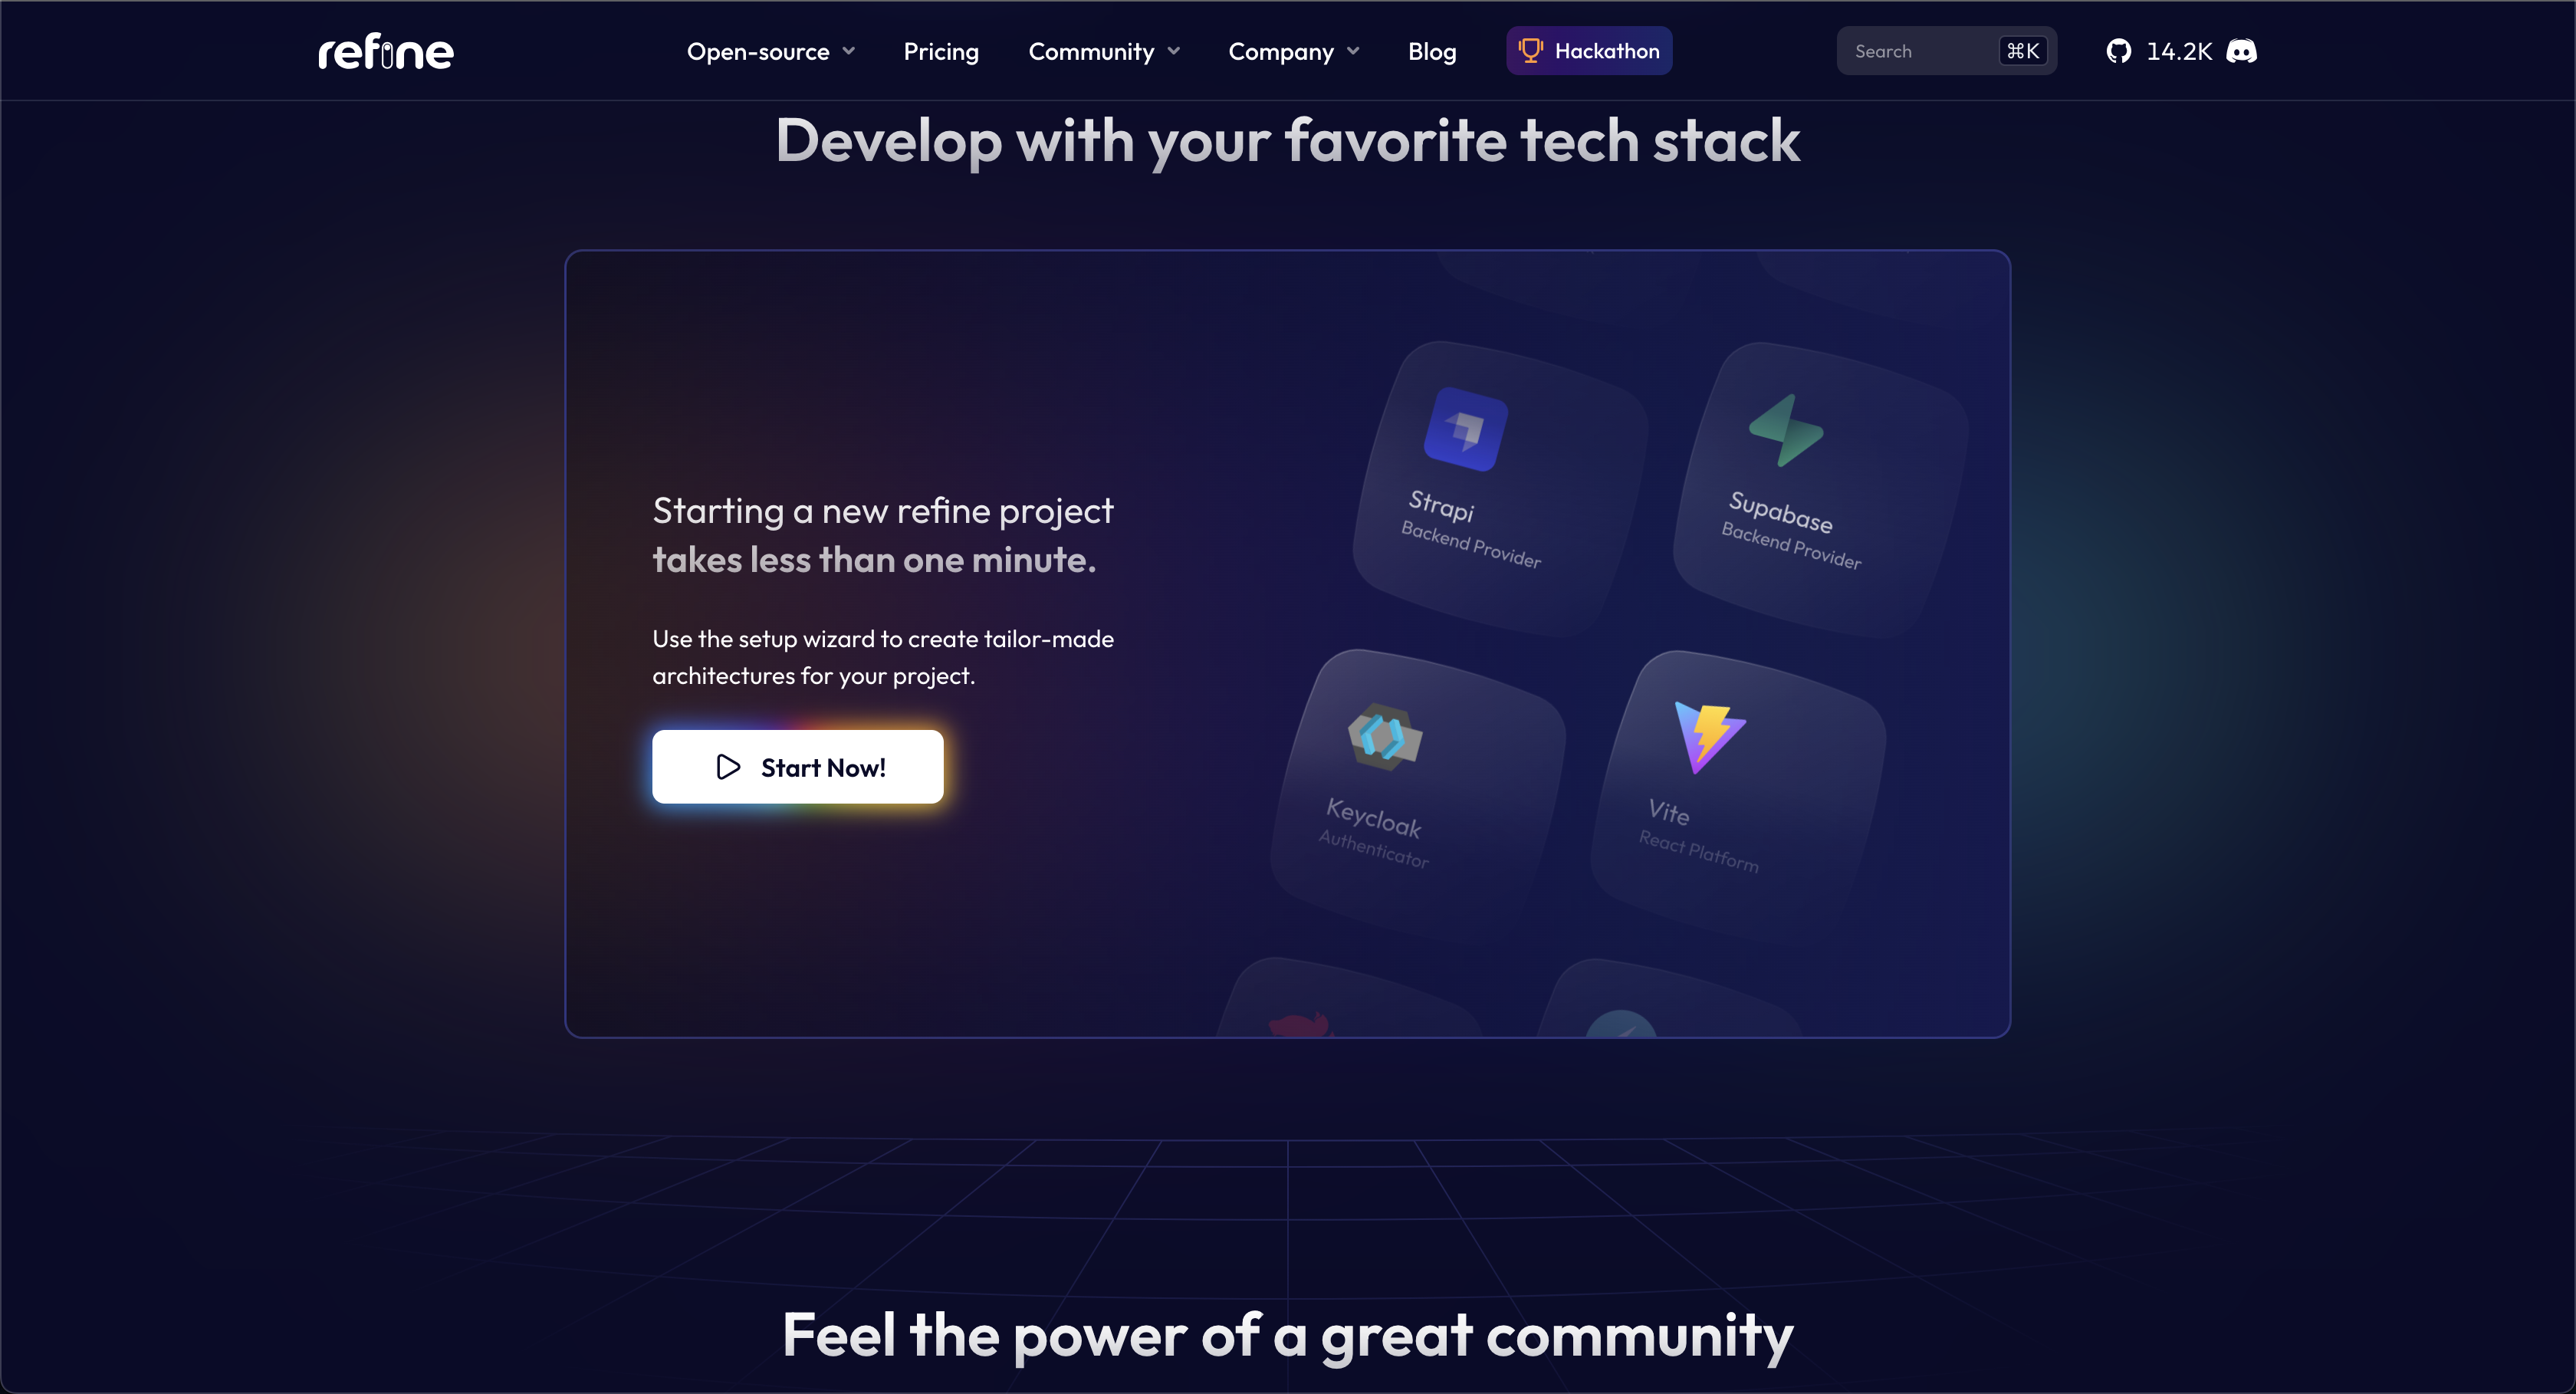 refine
Open-source
Pricing
Community
Company
Blog
Hackathon
Search
⌘K
14.2K
Develop with your favorite tech stack
Starting a new refine project
takes less than one minute.
Use the setup wizard to create tailor-made
architectures for your project.
Start Now!
Strapi
Backend Provider
Supabase
Backend Provider
Keycloak
Authenticator
Vite
React Platform
Feel the power of a great community